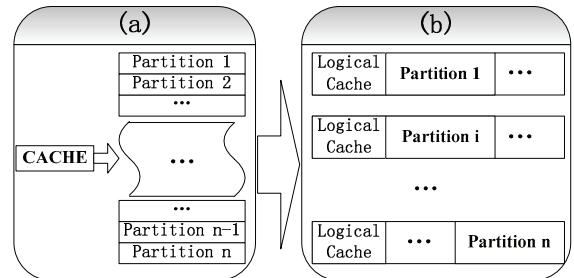 (a)
Partition 1
Partition 2
...
CACHE
...
...
Partition n-1
Partition n
(b)
Logical Cache Partition 1 ...
Logical Cache Partition i ...
...
Logical Cache ... Partition n